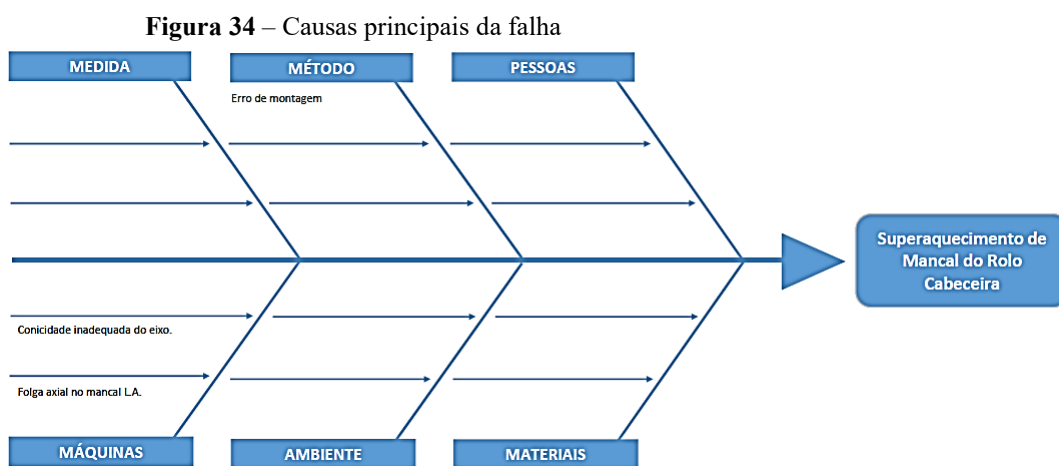 Figura 34 – Causas principais da falha
MEDIDA
MÉTODO
PESSOAS
Erro de montagem
Superaquecimento de
Mancal do Rolo
Cabeceira
Conicidade inadequada do eixo.
Folga axial no mancal L.A.
MÁQUINAS
AMBIENTE
MATERIAIS